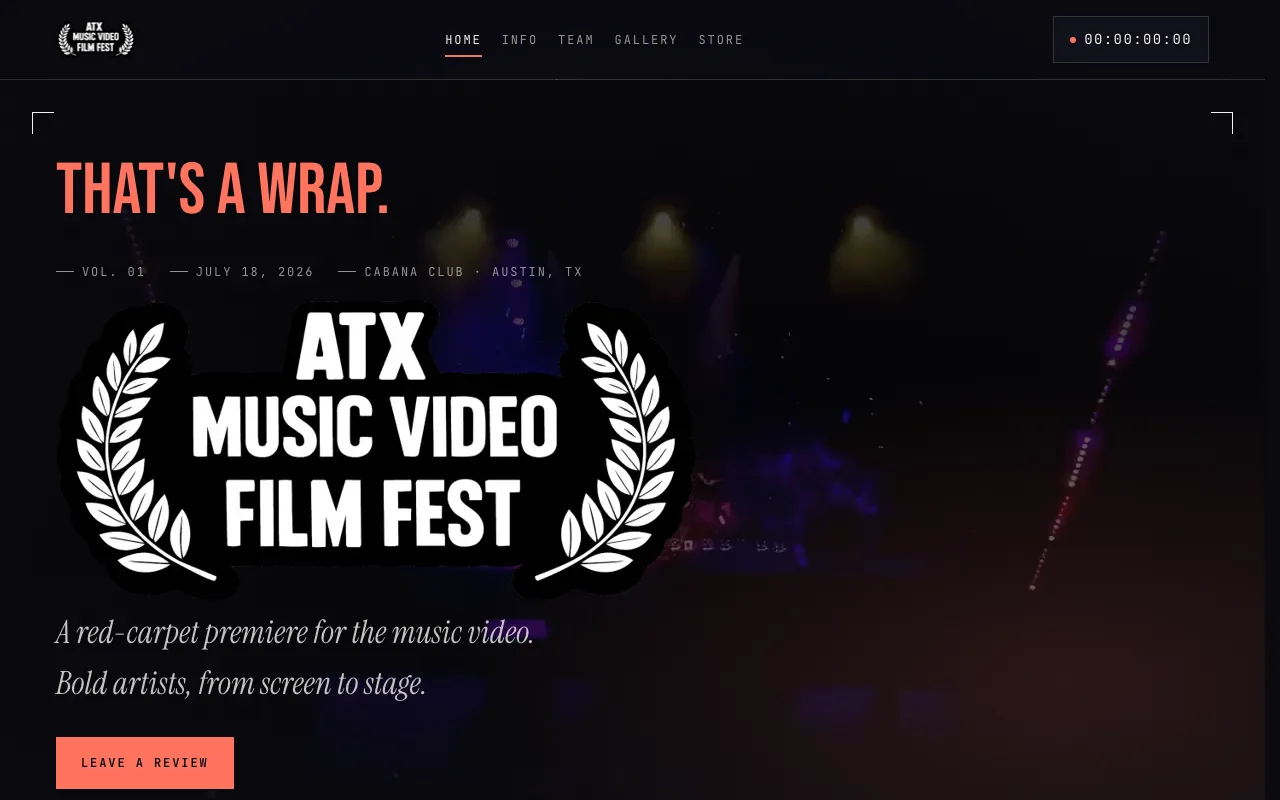 ATX
MUSIC VIDEO
FILM FEST
HOME INFO TEAM GALLERY STORE
00:00:00:00
THAT'S A WRAP.
VOL. 01 JULY 18, 2026 CABANA CLUB · AUSTIN, TX
ATX
MUSIC VIDEO
FILM FEST
A red-carpet premiere for the music video.
Bold artists, from screen to stage.
LEAVE A REVIEW